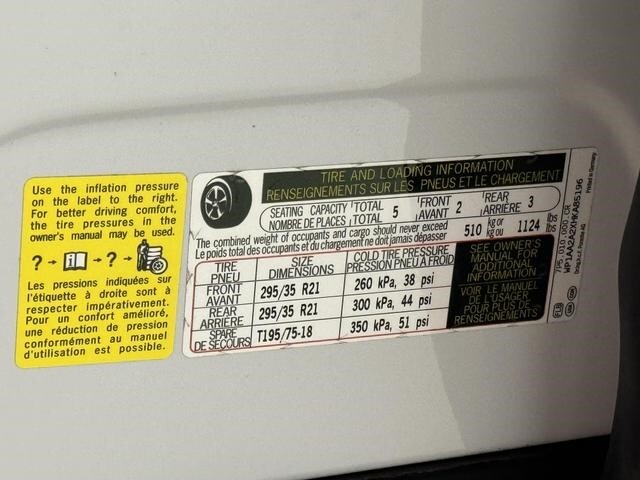 Use the inflation pressure
on the label to the right.
For better driving comfort,
the tire pressures in the
owner's manual may be used.
? → i → ? →
Les pressions indiquées sur
l'étiquette à droite sont à
respecter impérativement.
Pour un confort amélioré,
une réduction de pression
conformément au manuel
d'utilisation est possible.
TIRE AND LOADING INFORMATION
RENSEIGNEMENTS SUR LES PNEUS ET LE CHARGEMENT
SEATING CAPACITY TOTAL 5 FRONT 2 REAR 3
NOMBRE DE PLACES TOTAL AVANT ARRIÈRE
The combined weight of occupants and cargo should never exceed 510 kg or 1124 lbs
Le poids total des occupants et du chargement ne doit jamais dépasser kg ou lbs
TIRE SIZE COLD TIRE PRESSURE
PNEU DIMENSIONS PRESSION PNEU À FROID
FRONT
AVANT 295/35 R21 260 kPa, 38 psi
REAR
ARRIÈRE 295/35 R21 300 kPa, 44 psi
SPARE
DE SECOURS T195/75-18 350 kPa, 51 psi
SEE OWNER'S
MANUAL FOR
ADDITIONAL
INFORMATION
VOIR LE MANUEL
DE L'USAGER
POUR PLUS DE
RENSEIGNEMENTS
Printed in Germany